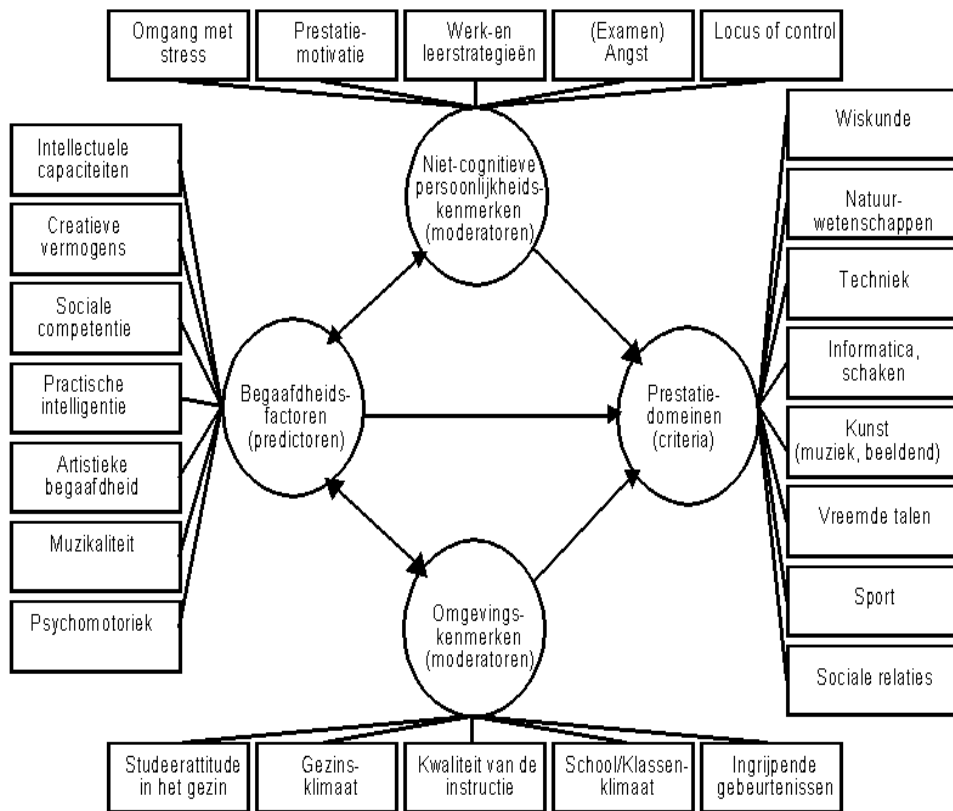 Omgang met
stress
Prestatie-
motivatie
Werk-en
leerstrategieën
(Examen)
Angst
Locus of control
Niet-cognitieve
persoonlijkheids-
kenmerken
(moderatoren)
Intellectuele
capaciteiten
Creatieve
vermogens
Sociale
competentie
Practische
intelligentie
Artistieke
begaafdheid
Muzikaliteit
Psychomotoriek
Begaafdheids-
factoren
(predictoren)
Prestatie-
domeinen
(criteria)
Wiskunde
Natuur-
wetenschappen
Techniek
Informatica,
schaken
Kunst
(muziek, beeldend)
Vreemde talen
Sport
Sociale relaties
Omgevings-
kenmerken
(moderatoren)
Studeerattitude
in het gezin
Gezins-
klimaat
Kwaliteit van de
instructie
School/Klassen-
klimaat
Ingrijpende
gebeurtenissen